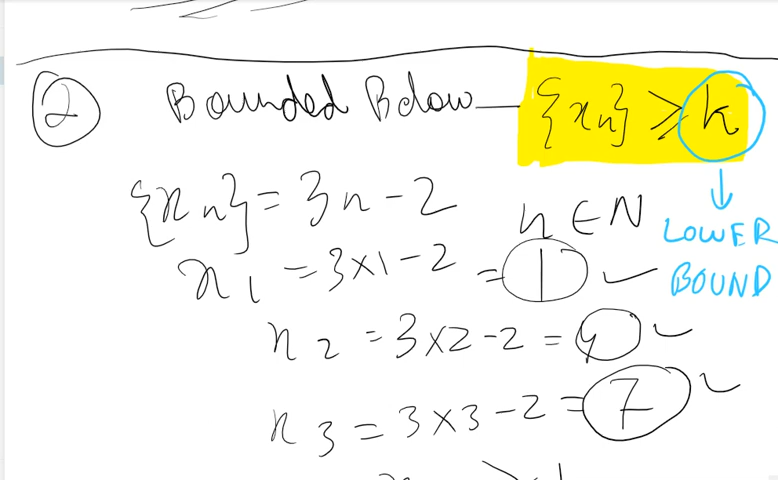 ② Bounded Below — {xn} ≥ k
↓
LOWER
BOUND
{xn} = 3n - 2 n ∈ N
x1 = 3×1 - 2 = 1 ✓
x2 = 3×2 - 2 = 4 ✓
x3 = 3×3 - 2 = 7 ✓